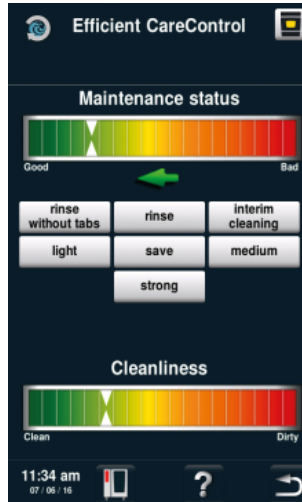 Efficient CareControl
Maintenance status
Good Bad
rinse without tabs
rinse
interim cleaning
light
save
medium
strong
Cleanliness
Clean Dirty
11:34 am
07 / 06 / 16
?